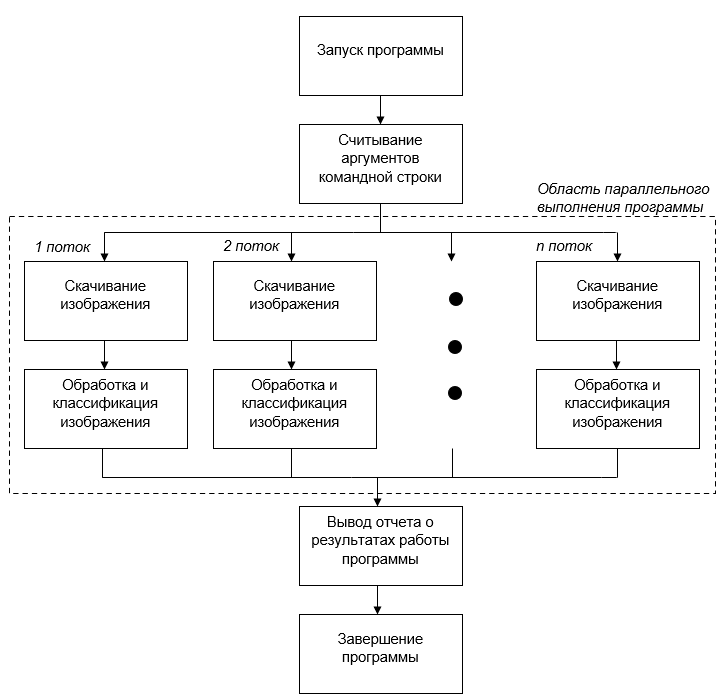 Запуск программы
Считывание
аргументов
командной строки
Область параллельного
выполнения программы
1 поток
2 поток
n поток
Скачивание
изображения
Скачивание
изображения
Скачивание
изображения
Обработка и
классификация
изображения
Обработка и
классификация
изображения
Обработка и
классификация
изображения
Вывод отчета о
результатах работы
программы
Завершение
программы